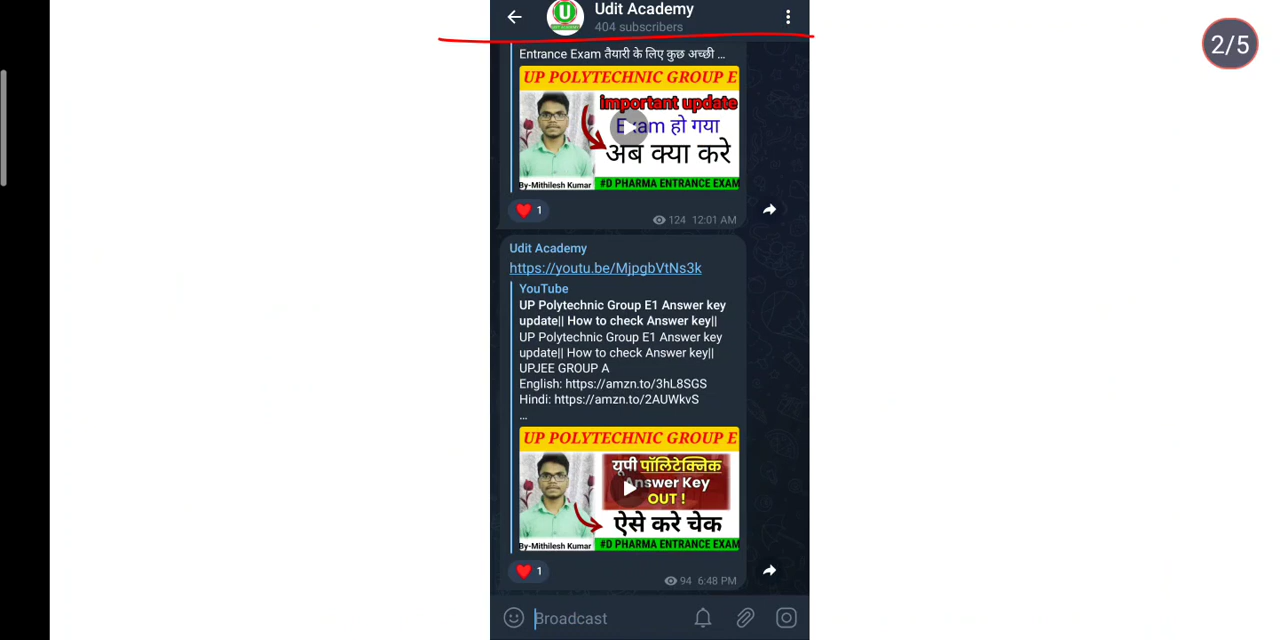 Udit Academy
404 subscribers
2/5
Entrance Exam तैयारी के लिए कुछ अच्छी ...
UP POLYTECHNIC GROUP E
important update
Exam हो गया
अब क्या करे
By-Mithilesh Kumar
#D PHARMA ENTRANCE EXAM
1
124 12:01 AM
Udit Academy
https://youtu.be/MjpgbVtNs3k
YouTube
UP Polytechnic Group E1 Answer key
update|| How to check Answer key||
UP Polytechnic Group E1 Answer key
update|| How to check Answer key||
UPJEE GROUP A
English: https://amzn.to/3hL8SGS
Hindi: https://amzn.to/2AUWkvS
...
UP POLYTECHNIC GROUP E
यूपी पॉलिटेक्निक
Answer Key
OUT !
ऐसे करे चेक
By-Mithilesh Kumar
#D PHARMA ENTRANCE EXAM
1
94 6:48 PM
Broadcast